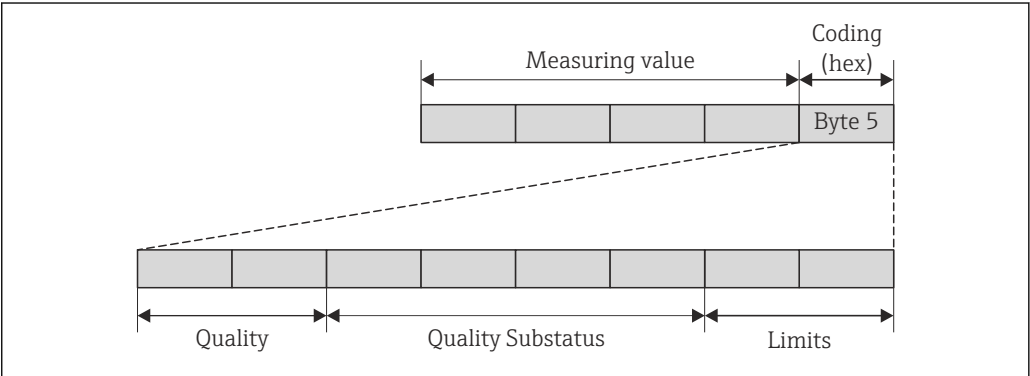 Coding
(hex)
Measuring value
Byte 5
Quality
Quality Substatus
Limits